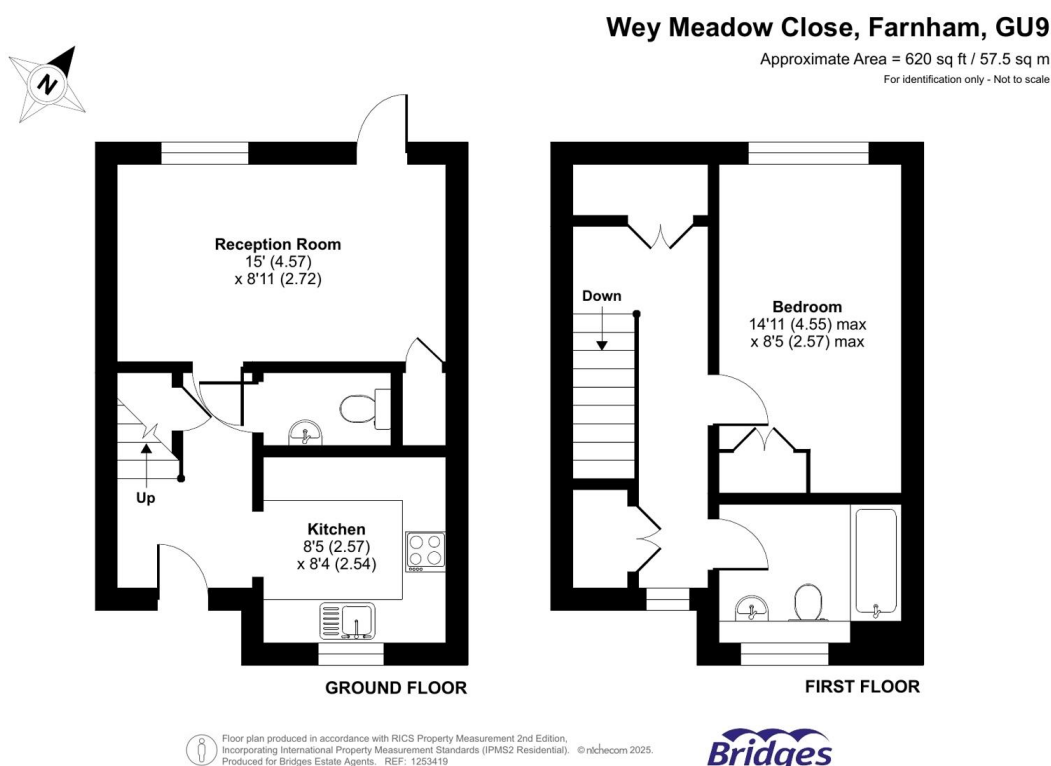 Wey Meadow Close, Farnham, GU9
Approximate Area = 620 sq ft / 57.5 sq m
For identification only - Not to scale
N
Reception Room
15' (4.57)
x 8'11 (2.72)
Up
Kitchen
8'5 (2.57)
x 8'4 (2.54)
GROUND FLOOR
Down
Bedroom
14'11 (4.55) max
x 8'5 (2.57) max
FIRST FLOOR
Floor plan produced in accordance with RICS Property Measurement 2nd Edition,
Incorporating International Property Measurement Standards (IPMS2 Residential). ©nichecom 2025.
Produced for Bridges Estate Agents. REF: 1253419
Bridges